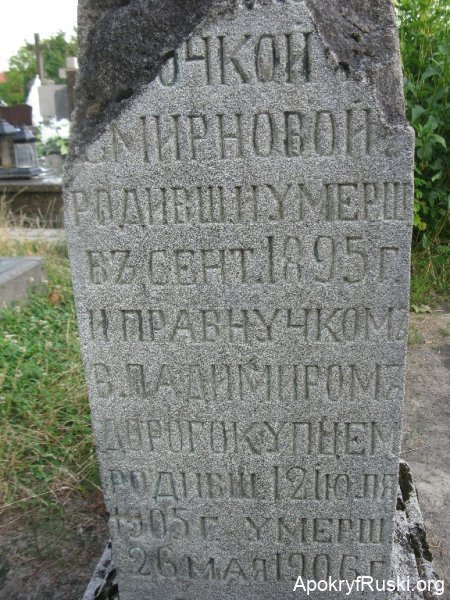 ОЧКОЙ
СМИРНОВОЙ
РОДИВШ. И УМЕРШ
ВЪ СЕНТ. 1895 Г
И ПРАВНУЧКОМЪ
ВЛАДИМИРОМЪ
ДОРОГОКУПЦЕМ
РОДИВШ. 12 ІЮЛЯ
1905 Г. УМЕРШ
26 МАЯ 1906 Г.
ApokryfRuski.org